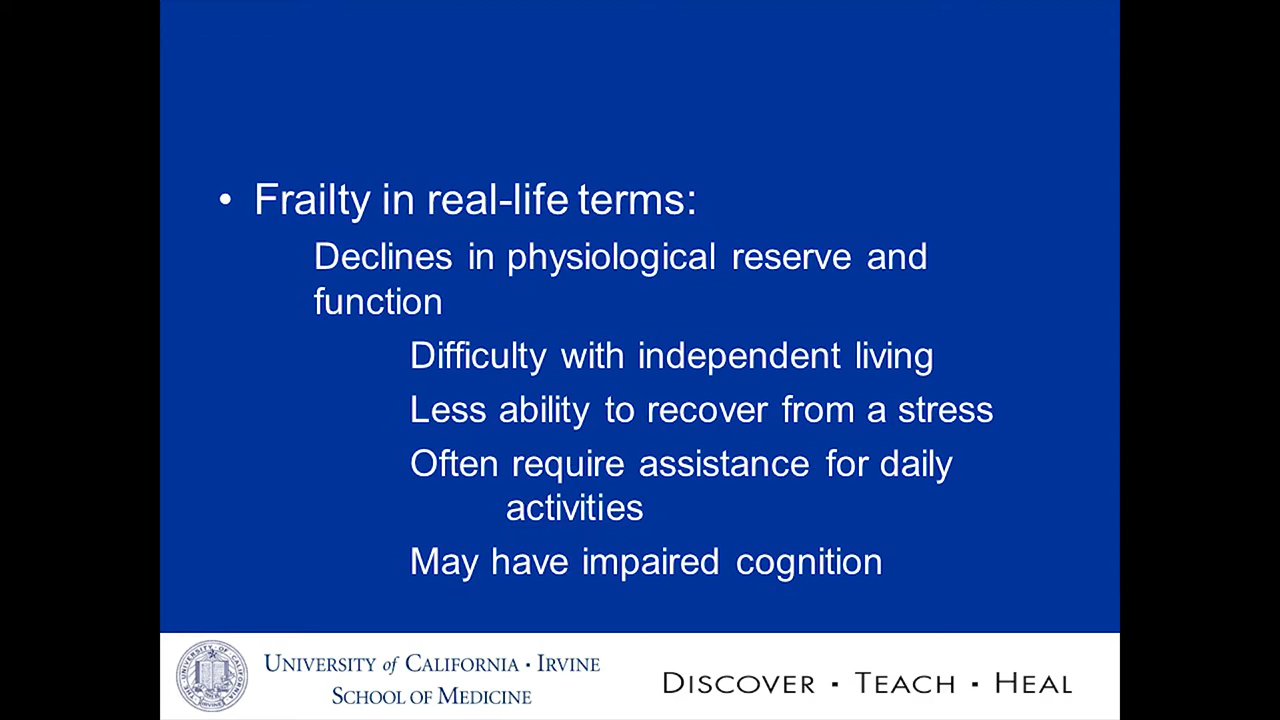 • Frailty in real-life terms:
Declines in physiological reserve and
function
Difficulty with independent living
Less ability to recover from a stress
Often require assistance for daily
activities
May have impaired cognition
UNIVERSITY of CALIFORNIA · IRVINE
SCHOOL OF MEDICINE
DISCOVER · TEACH · HEAL